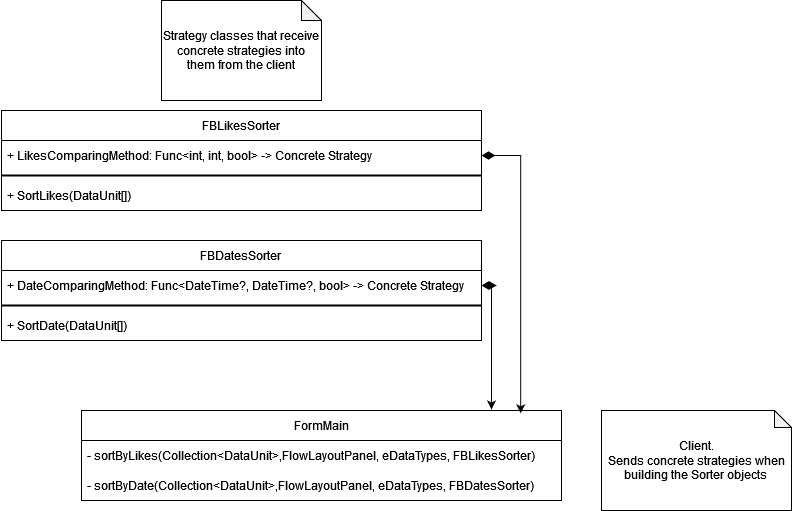 Strategy classes that receive
concrete strategies into
them from the client
FBLikesSorter
+ LikesComparingMethod: Func<int, int, bool> -> Concrete Strategy
+ SortLikes(DataUnit[])
FBDatesSorter
+ DateComparingMethod: Func<DateTime?, DateTime?, bool> -> Concrete Strategy
+ SortDate(DataUnit[])
FormMain
- sortByLikes(Collection<DataUnit>,FlowLayoutPanel, eDataTypes, FBLikesSorter)
- sortByDate(Collection<DataUnit>,FlowLayoutPanel, eDataTypes, FBDatesSorter)
Client.
Sends concrete strategies when
building the Sorter objects